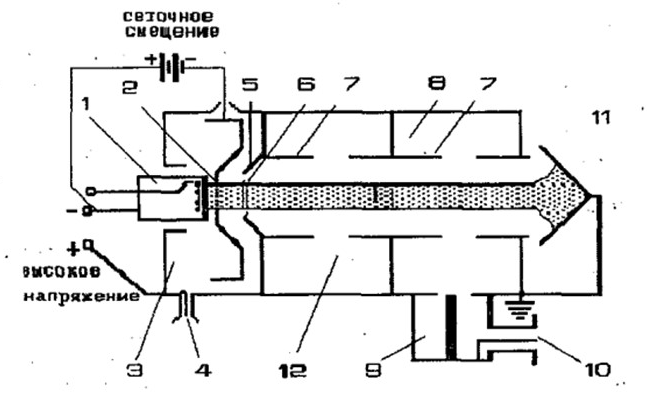 сеточное
смещение
+ -
1 2 5 6 7 8 7 11
-
+
высокое
напряжение
3 4 12 9 10